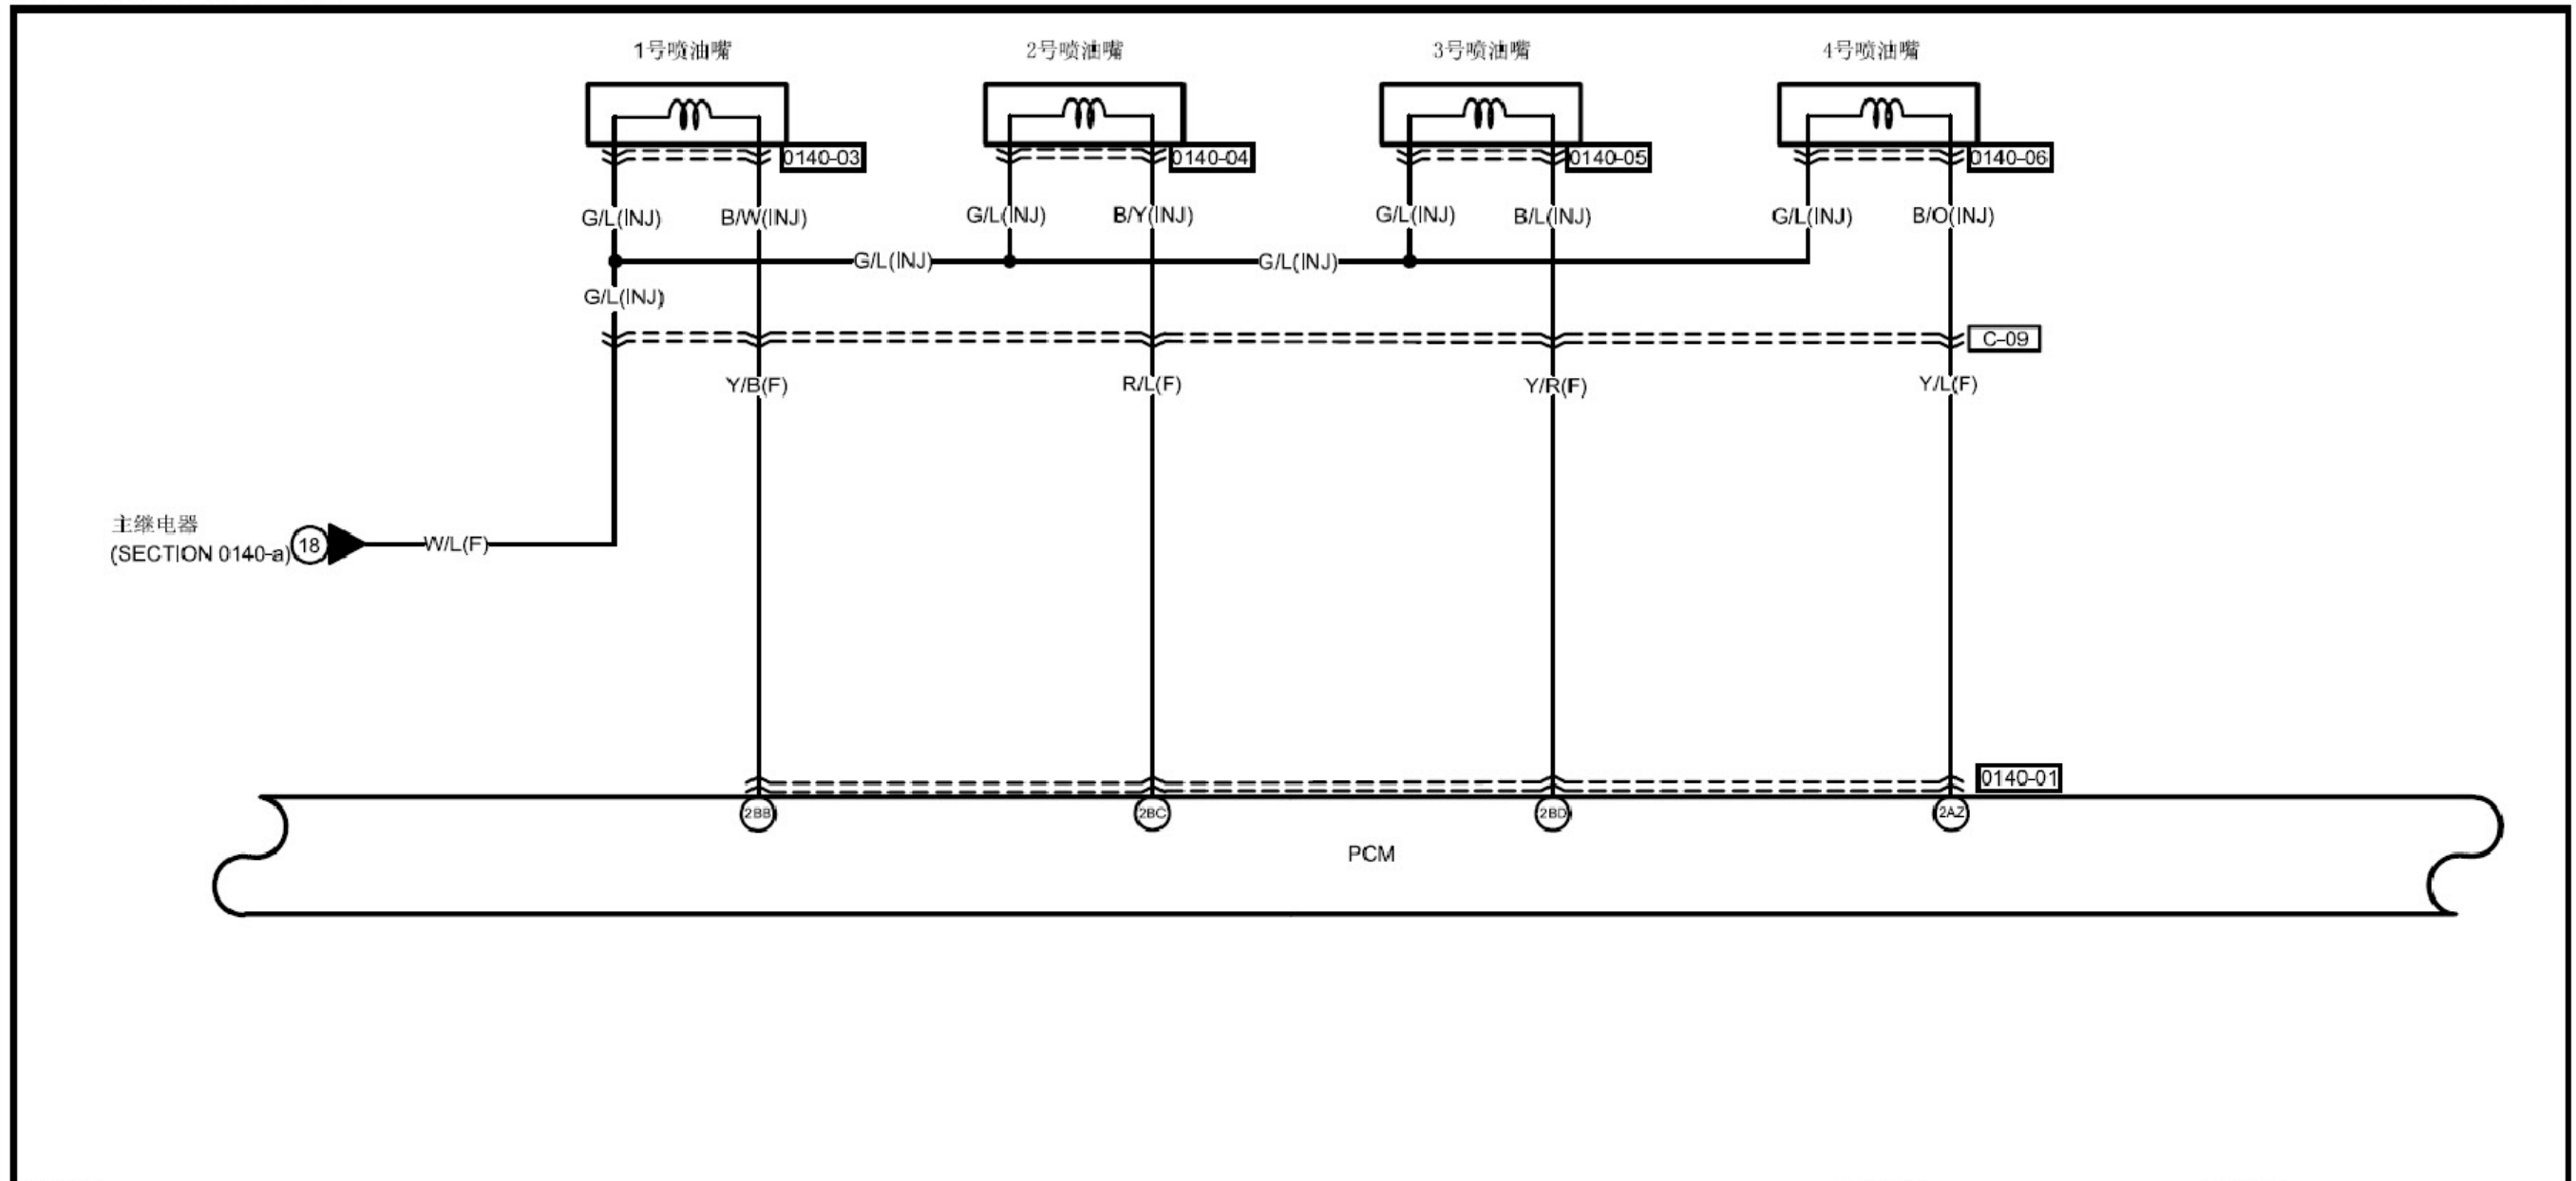 1号喷油嘴 2号喷油嘴 3号喷油嘴 4号喷油嘴
0140-03 0140-04 0140-05 0140-06
G/L(INJ) B/W(INJ) G/L(INJ) B/Y(INJ) G/L(INJ) B/L(INJ) G/L(INJ) B/O(INJ)
G/L(INJ) G/L(INJ)
G/L(INJ)
C-09
Y/B(F) R/L(F) Y/R(F) Y/L(F)
主继电器
(SECTION 0140-a) 18 W/L(F)
0140-01
2BB 2BC 2BD 2AZ
PCM